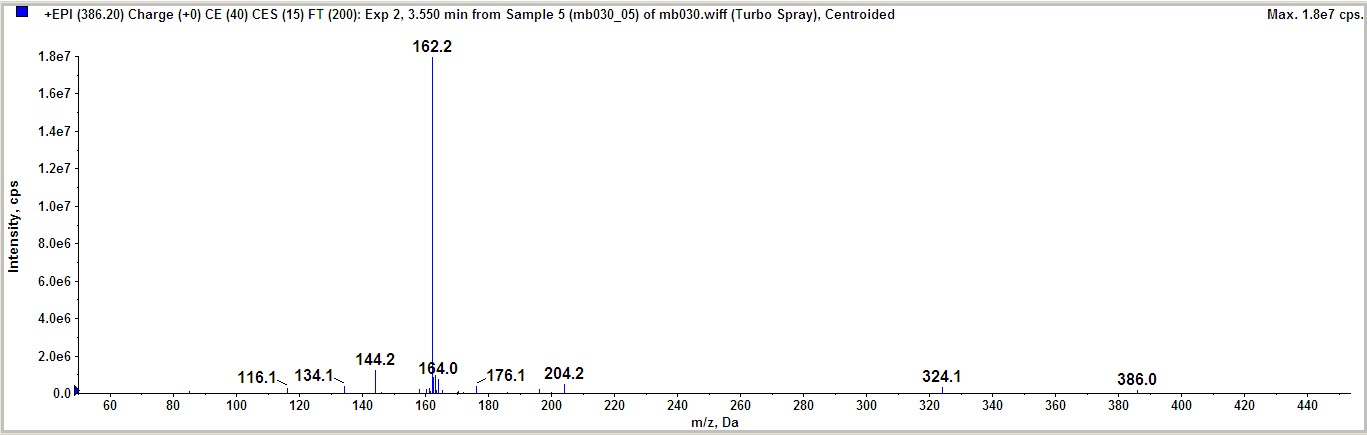 +EPI (386.20) Charge (+0) CE (40) CES (15) FT (200): Exp 2, 3.550 min from Sample 5 (mb030_05) of mb030.wiff (Turbo Spray), Centroided
Max. 1.8e7 cps.
162.2
1.8e7
1.6e7
1.4e7
1.2e7
1.0e7
8.0e6
6.0e6
4.0e6
2.0e6
0.0
Intensity, cps
116.1
134.1
144.2
164.0
176.1
204.2
324.1
386.0
60 80 100 120 140 160 180 200 220 240 260 280 300 320 340 360 380 400 420 440
m/z, Da